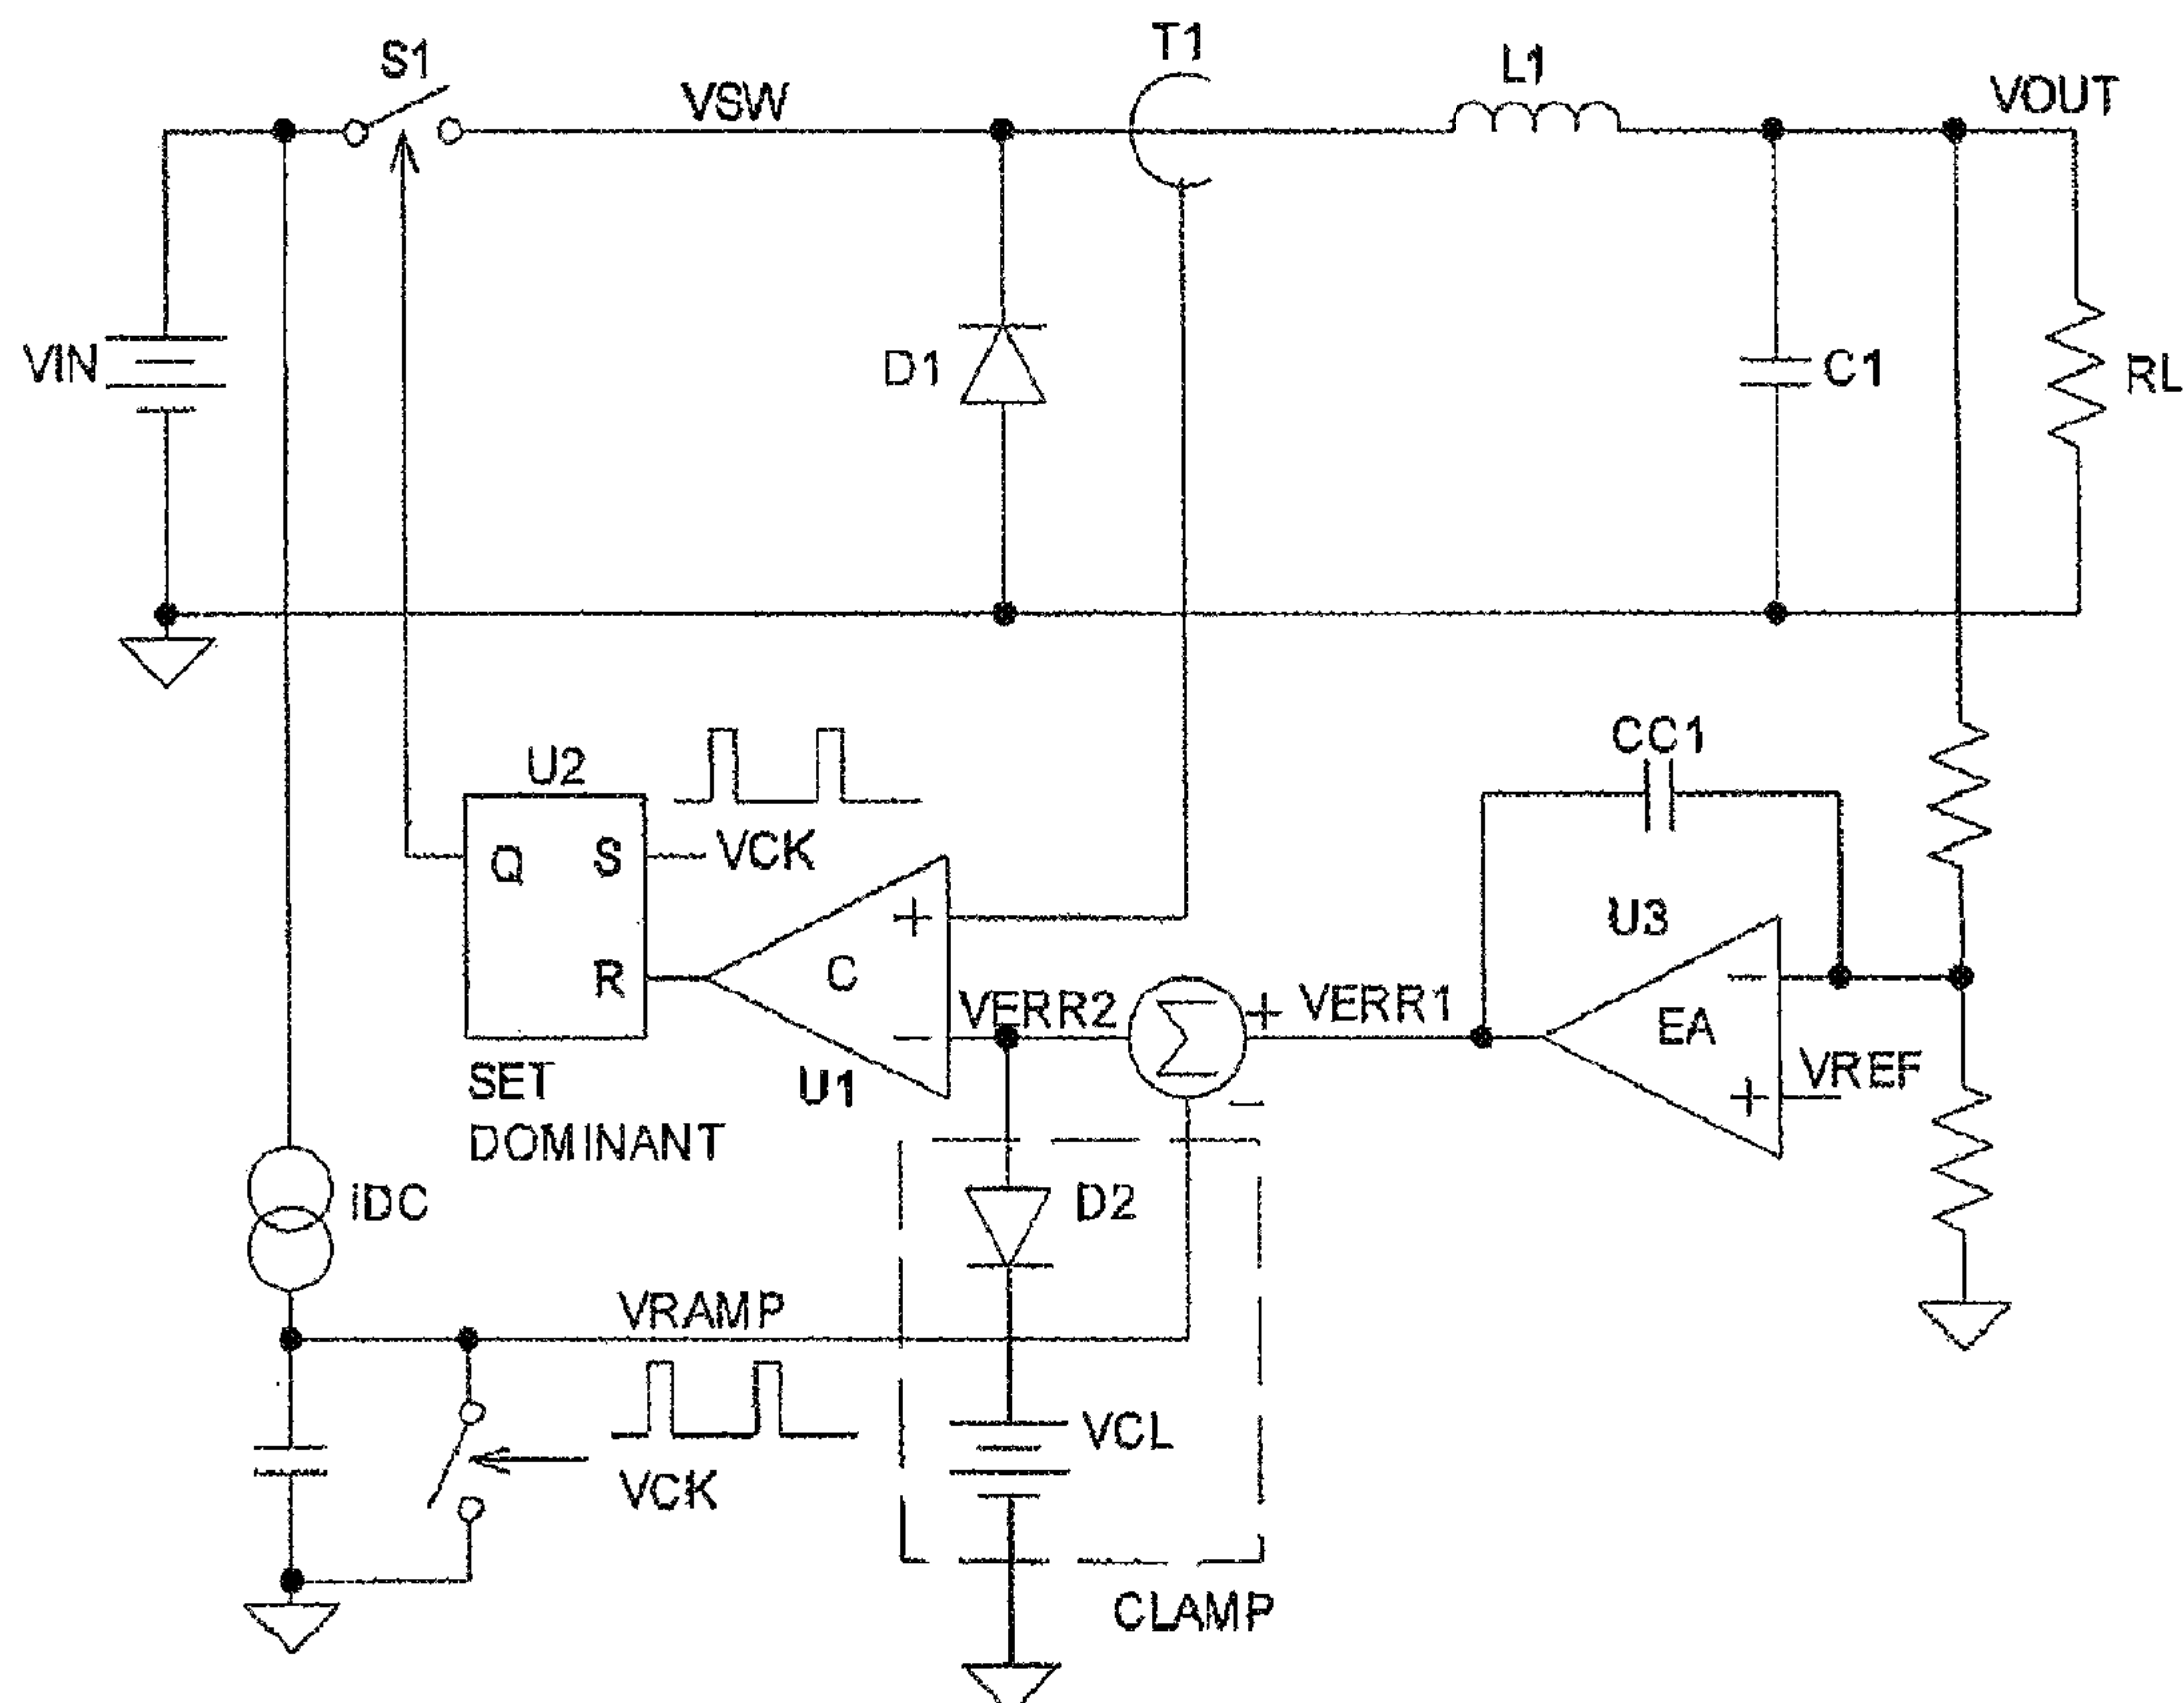 T1
S1
L1
VSW
VOUT
VIN
D1
C1
RL
CC1
U2
VCK
Q
S
U3
+
C
R
−
EA
VERR2
+
VERR1
−
U1
VREF
+
−
SET
DOMINANT
D2
IDC
VRAMP
VCL
VCK
CLAMP